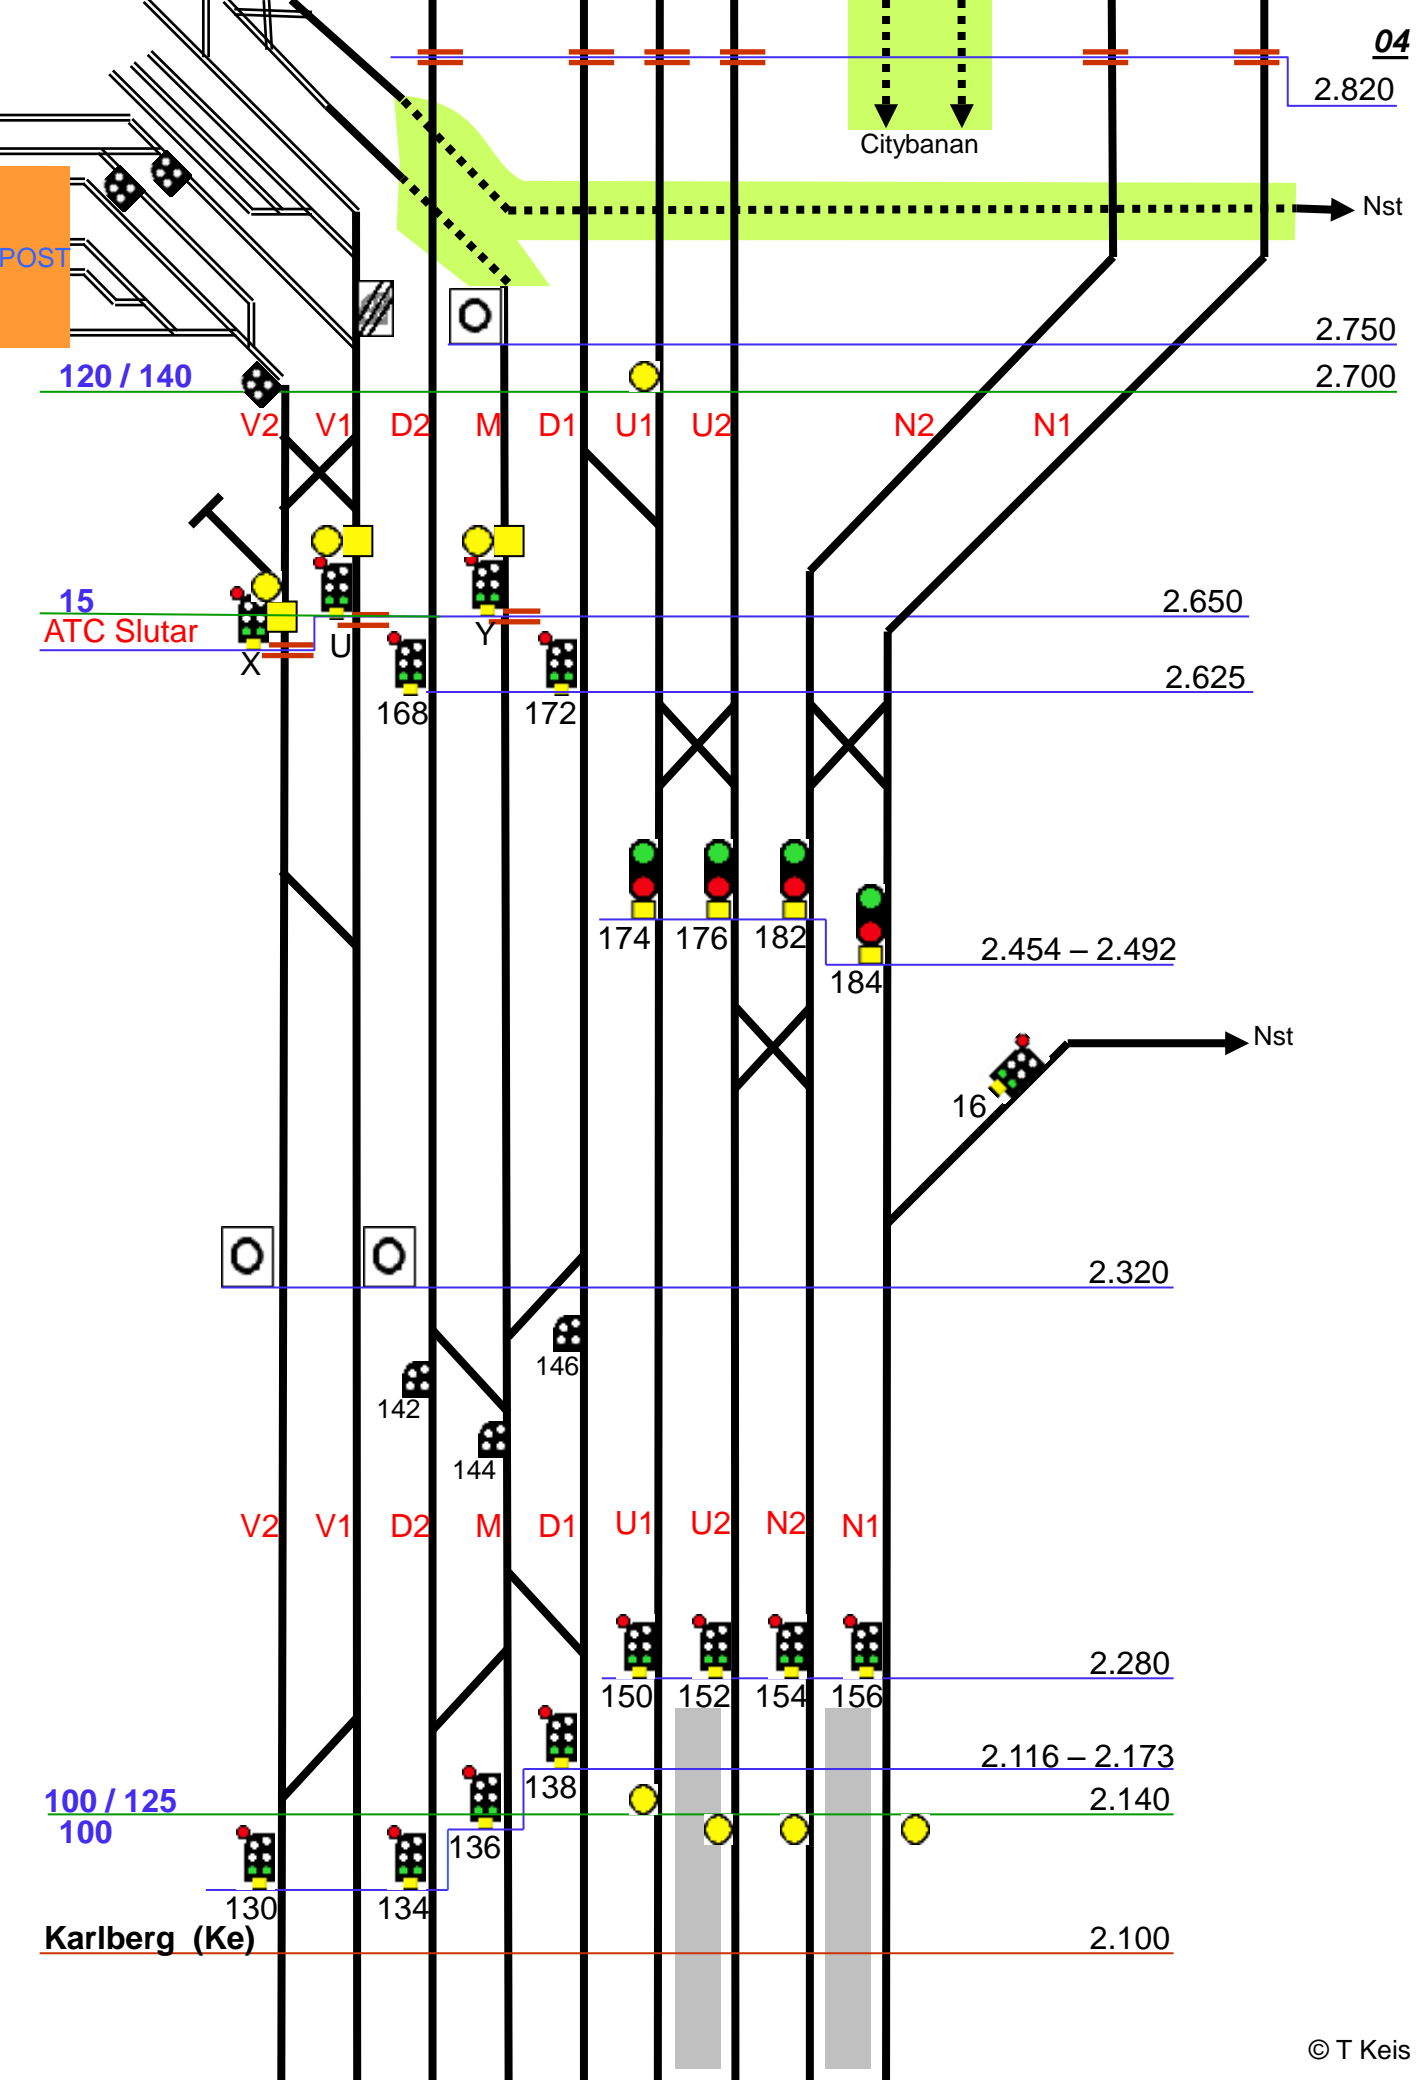 04
2.820
Citybanan
Nst
POST
2.750
120 / 140
2.700
V2 V1 D2 M D1 U1 U2 N2 N1
15
2.650
ATC Slutar
X U Y
2.625
168 172
174 176 182
2.454 – 2.492
184
Nst
16
2.320
146
142
144
V2 V1 D2 M D1 U1 U2 N2 N1
2.280
150 152 154 156
2.116 – 2.173
138
100 / 125
2.140
100
136
130 134
Karlberg (Ke)
2.100
© T Keis